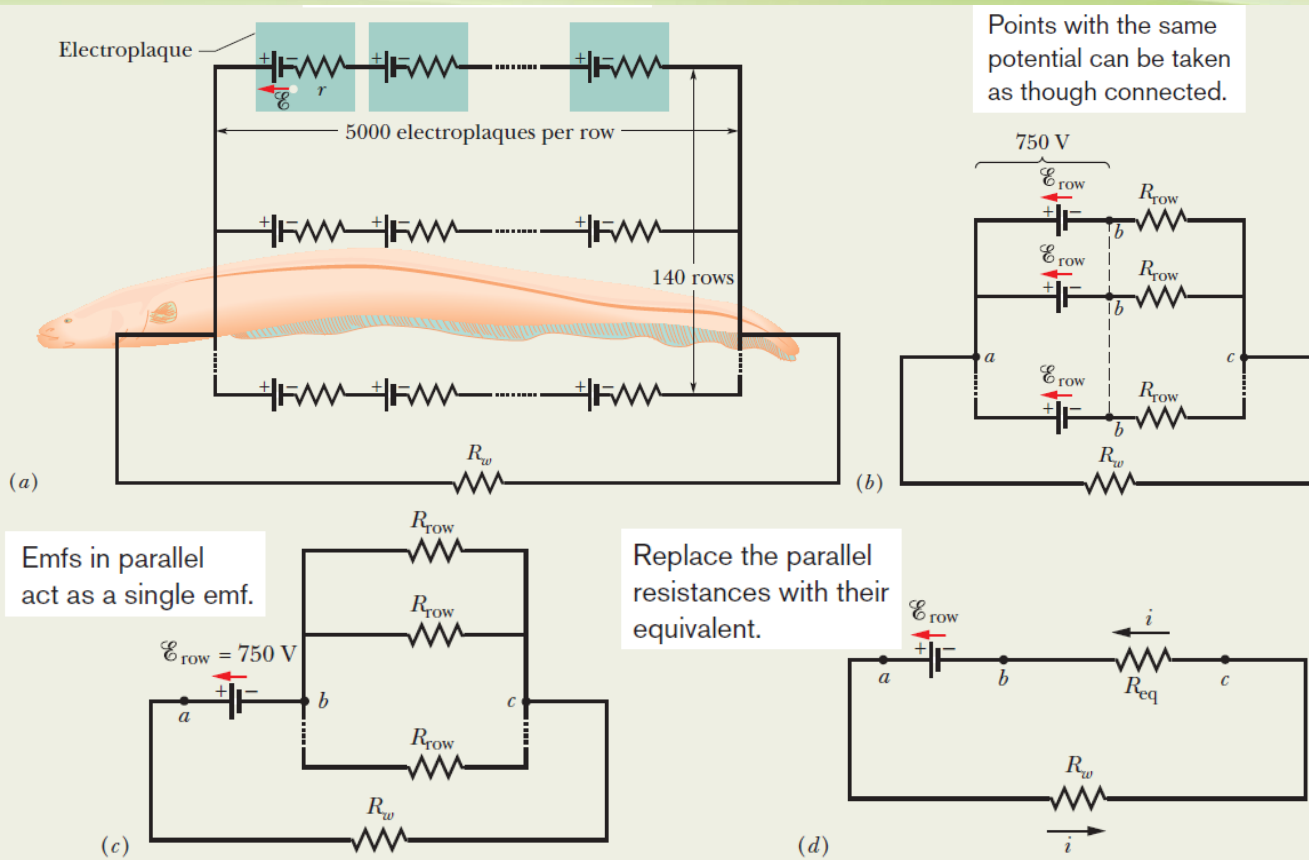 Electroplaque
+ − + − + −
ℰ r
5000 electroplaques per row
+ − + − + −
140 rows
+ − + − + −
R_w
(a)
Points with the same
potential can be taken
as though connected.
750 V
ℰ_row R_row
+ −
b
ℰ_row R_row
+ −
b
a c
ℰ_row R_row
+ −
b
R_w
(b)
Emfs in parallel
act as a single emf.
R_row
R_row
ℰ_row = 750 V
+ −
a b c
R_row
R_w
(c)
Replace the parallel
resistances with their
equivalent.
ℰ_row i
+ −
a b R_eq c
R_w
i
(d)